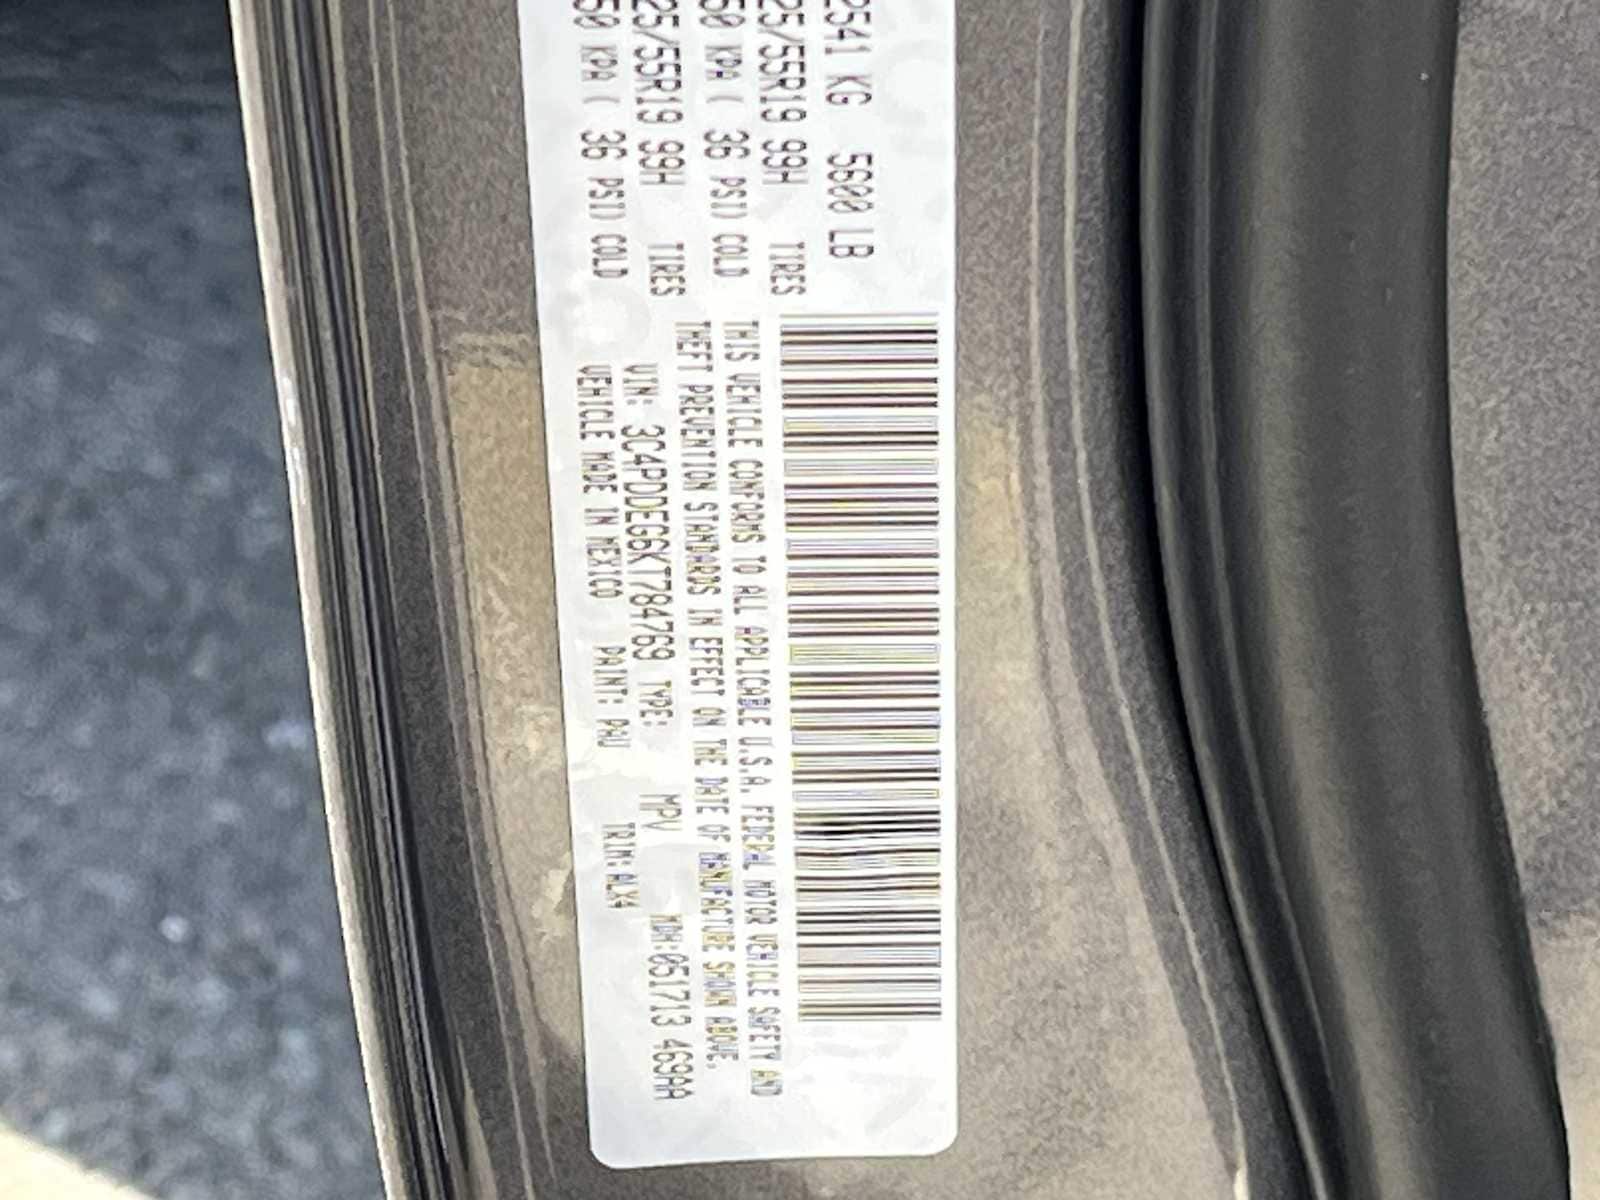 2541 KG 5600 LB
25/55R19 99H TIRES
50 KPA ( 36 PSI) COLD
25/55R19 99H TIRES
50 KPA ( 36 PSI) COLD
THIS VEHICLE CONFORMS TO ALL APPLICABLE U.S.A. FEDERAL MOTOR VEHICLE SAFETY AND
THEFT PREVENTION STANDARDS IN EFFECT ON THE DATE OF MANUFACTURE SHOWN ABOVE.
VIN: 3C4PDDEG6KT784769 TYPE: MPV MDH:051713 469AA
VEHICLE MADE IN MEXICO PAINT: PAU TRIM:ALX4